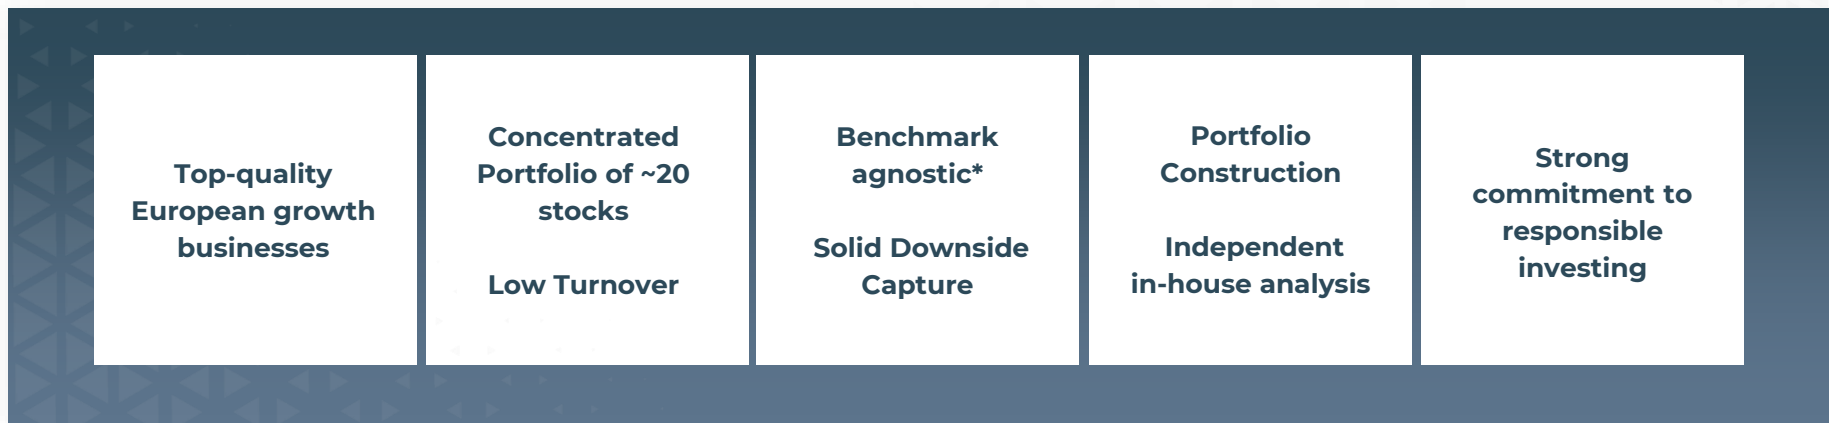 Top-quality
European growth
businesses
Concentrated
Portfolio of ~20
stocks
Low Turnover
Benchmark
agnostic*
Solid Downside
Capture
Portfolio
Construction
Independent
in-house analysis
Strong
commitment to
responsible
investing